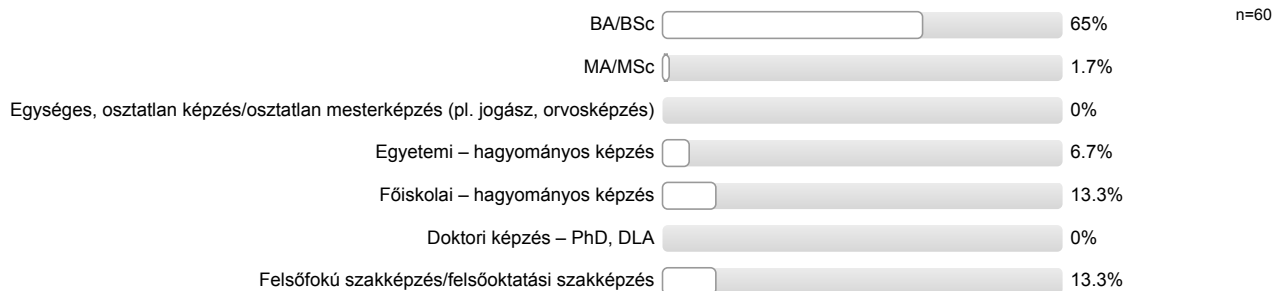 BA/BSc 65% n=60
MA/MSc 1.7%
Egységes, osztatlan képzés/osztatlan mesterképzés (pl. jogász, orvosképzés) 0%
Egyetemi – hagyományos képzés 6.7%
Főiskolai – hagyományos képzés 13.3%
Doktori képzés – PhD, DLA 0%
Felsőfokú szakképzés/felsőoktatási szakképzés 13.3%